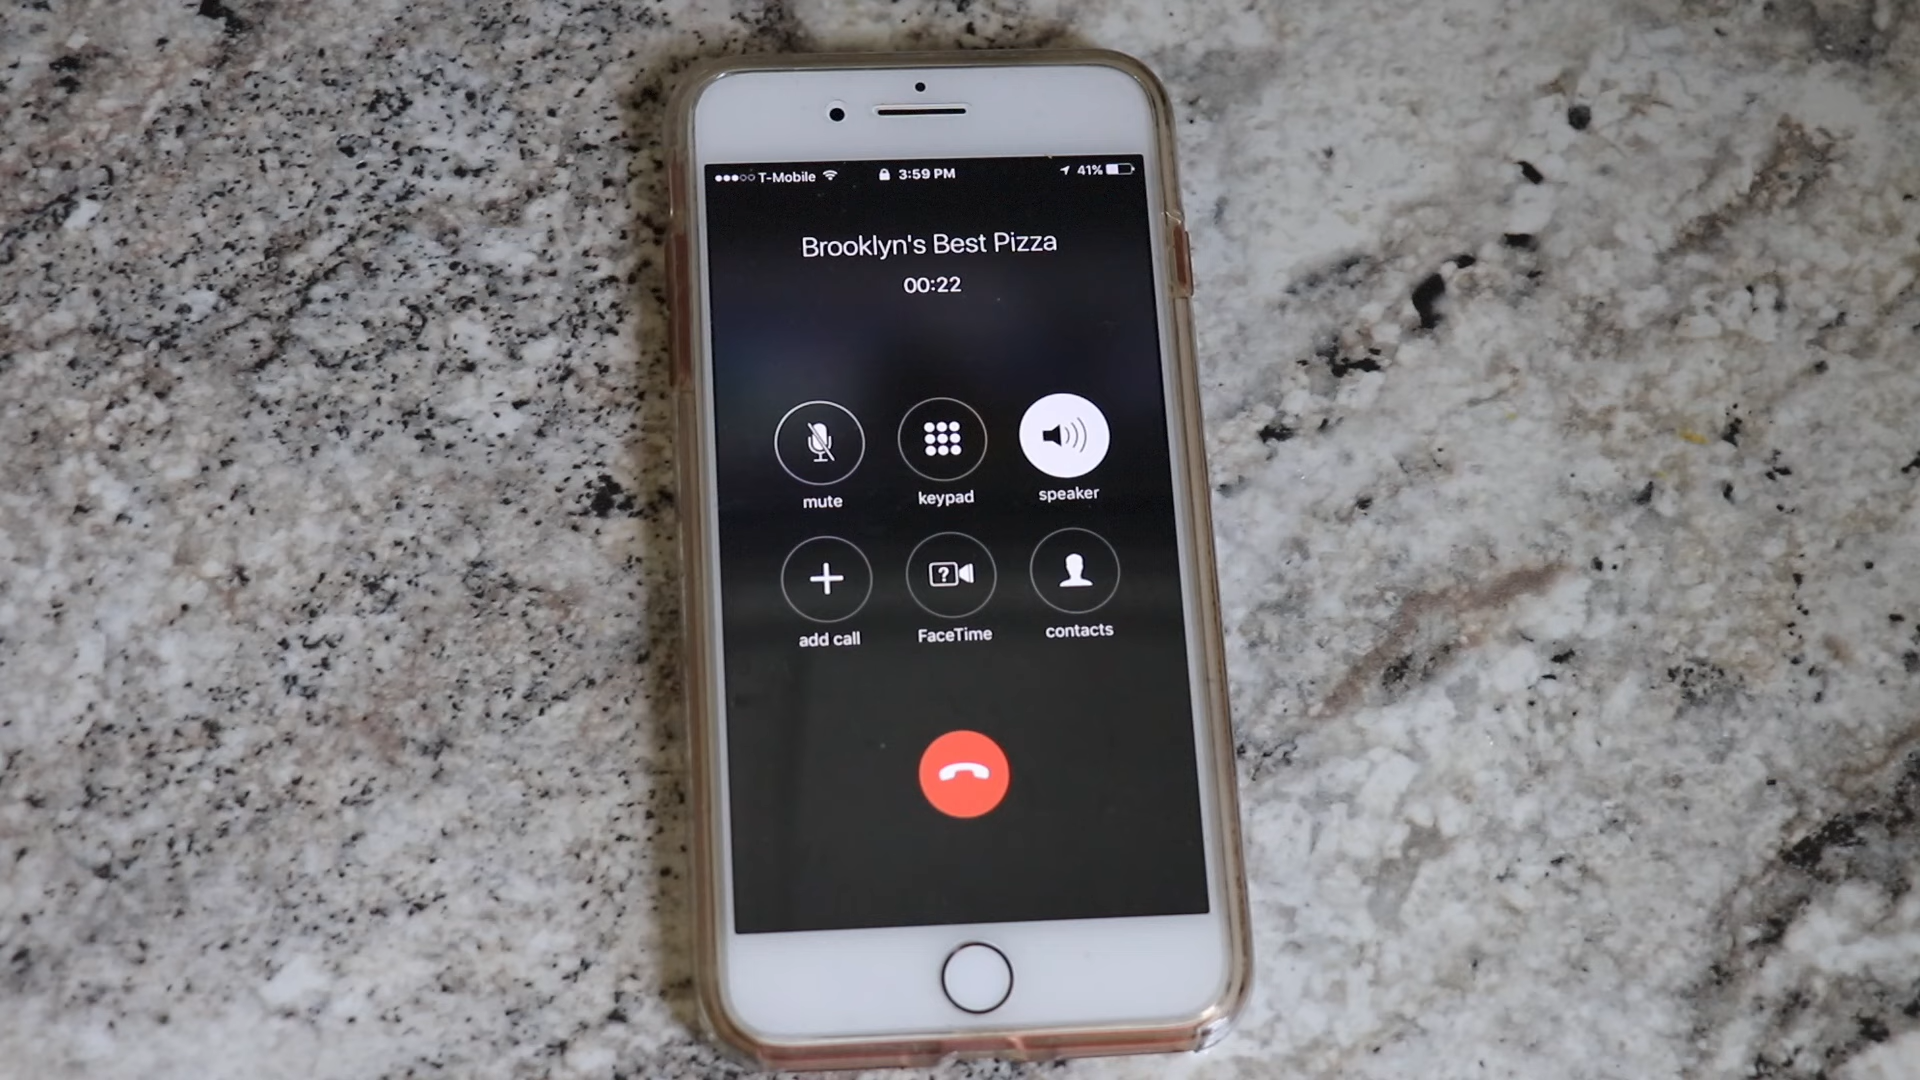 T-Mobile 3:59 PM 41%
Brooklyn's Best Pizza
00:22
mute keypad speaker
?
add call FaceTime contacts